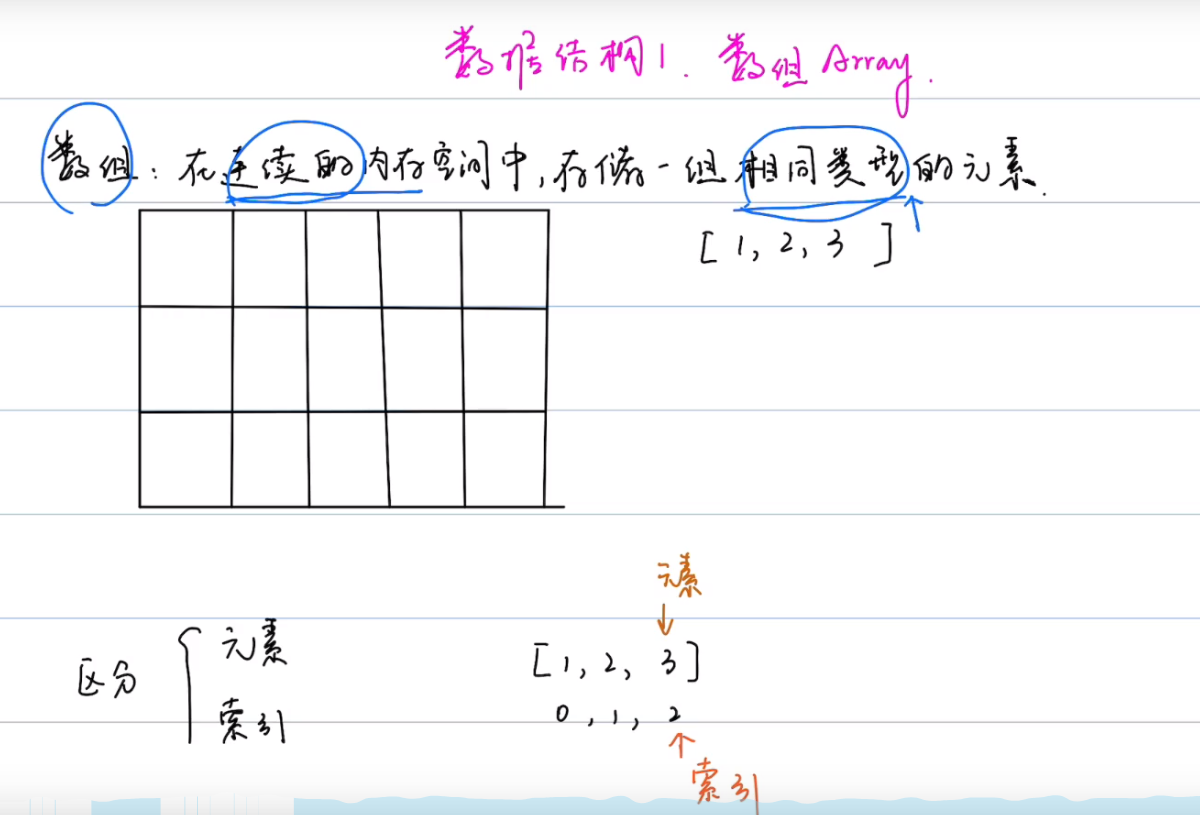 数据结构1. 数组 Array.
数组：在连续的内存空间中，存储一组相同类型的元素.
[1, 2, 3 ]
元素
区分
元素
索引
[1, 2, 3]
0, 1, 2
索引